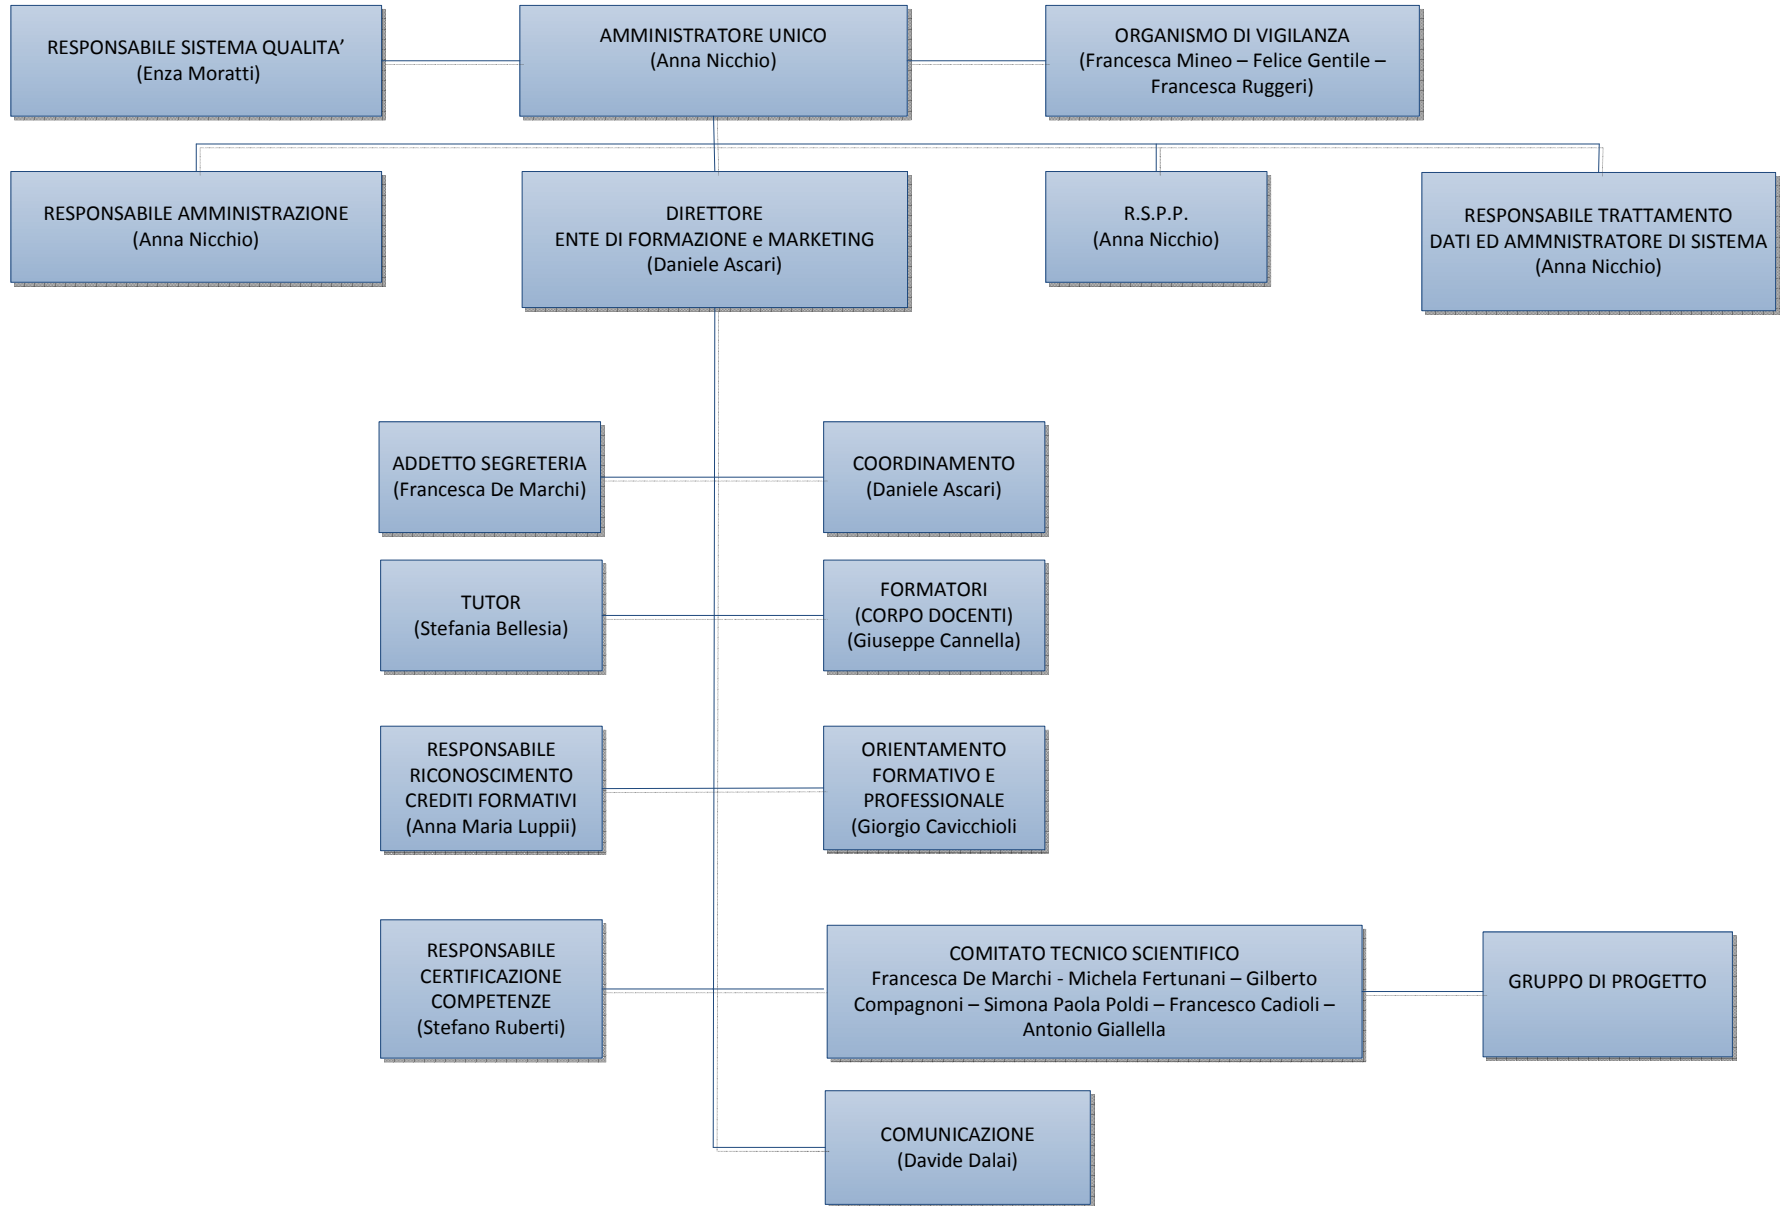 RESPONSABILE SISTEMA QUALITA’
(Enza Moratti)
AMMINISTRATORE UNICO
(Anna Nicchio)
ORGANISMO DI VIGILANZA
(Francesca Mineo – Felice Gentile –
Francesca Ruggeri)
RESPONSABILE AMMINISTRAZIONE
(Anna Nicchio)
DIRETTORE
ENTE DI FORMAZIONE e MARKETING
(Daniele Ascari)
R.S.P.P.
(Anna Nicchio)
RESPONSABILE TRATTAMENTO
DATI ED AMMNISTRATORE DI SISTEMA
(Anna Nicchio)
ADDETTO SEGRETERIA
(Francesca De Marchi)
COORDINAMENTO
(Daniele Ascari)
TUTOR
(Stefania Bellesia)
FORMATORI
(CORPO DOCENTI)
(Giuseppe Cannella)
RESPONSABILE
RICONOSCIMENTO
CREDITI FORMATIVI
(Anna Maria Luppii)
ORIENTAMENTO
FORMATIVO E
PROFESSIONALE
(Giorgio Cavicchioli
RESPONSABILE
CERTIFICAZIONE
COMPETENZE
(Stefano Ruberti)
COMITATO TECNICO SCIENTIFICO
Francesca De Marchi - Michela Fertunani – Gilberto
Compagnoni – Simona Paola Poldi – Francesco Cadioli –
Antonio Giallella
GRUPPO DI PROGETTO
COMUNICAZIONE
(Davide Dalai)